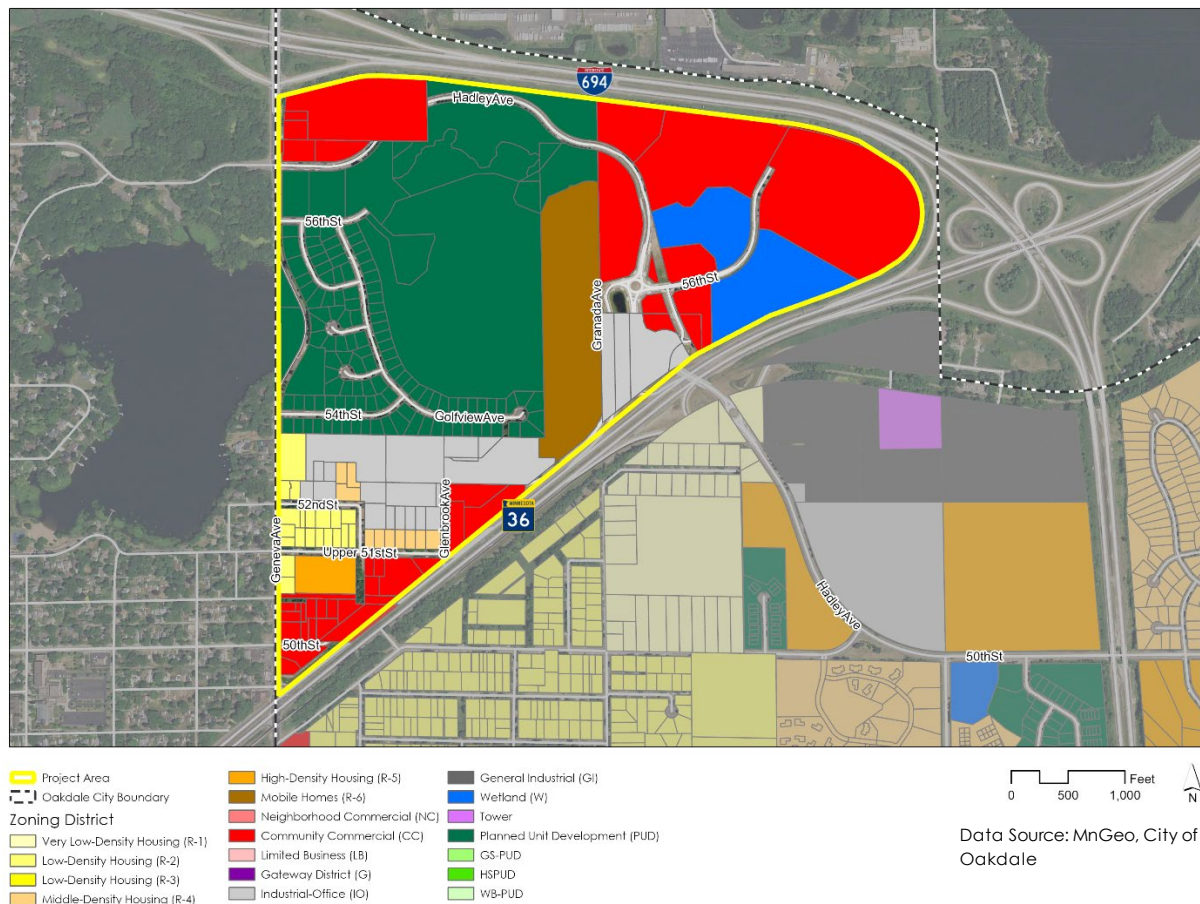 INTERSTATE
694
HadleyAve
56thSt
56thSt
GranadaAve
54thSt
GolfviewAve
52ndSt
GlenbrookAve
MINNESOTA
36
GenevaAve
Upper 51stSt
HadleyAve
50thSt
50thSt
Project Area
Oakdale City Boundary
Zoning District
Very Low-Density Housing (R-1)
Low-Density Housing (R-2)
Low-Density Housing (R-3)
Middle-Density Housing (R-4)
High-Density Housing (R-5)
Mobile Homes (R-6)
Neighborhood Commercial (NC)
Community Commercial (CC)
Limited Business (LB)
Gateway District (G)
Industrial-Office (IO)
General Industrial (GI)
Wetland (W)
Tower
Planned Unit Development (PUD)
GS-PUD
HSPUD
WB-PUD
Feet
0 500 1,000
N
Data Source: MnGeo, City of
Oakdale